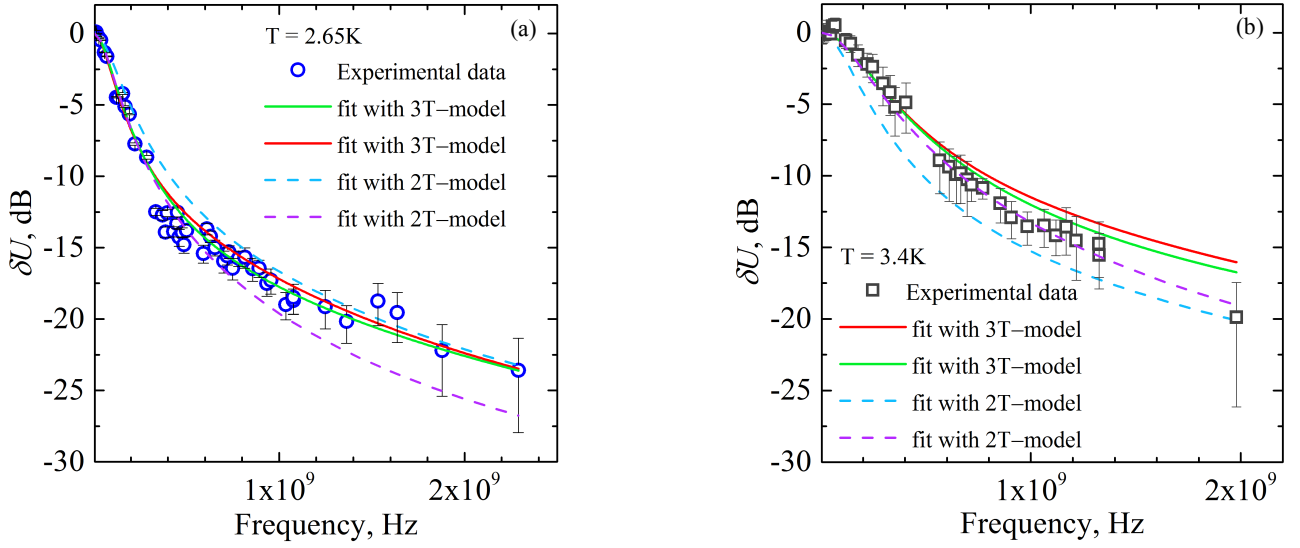 (a)
T = 2.65K
Experimental data
fit with 3T−model
fit with 3T−model
fit with 2T−model
fit with 2T−model
0
-5
-10
-15
-20
-25
-30
δU, dB
1x10⁹
2x10⁹
Frequency, Hz
(b)
T = 3.4K
Experimental data
fit with 3T−model
fit with 3T−model
fit with 2T−model
fit with 2T−model
0
-5
-10
-15
-20
-25
-30
δU, dB
1x10⁹
2x10⁹
Frequency, Hz